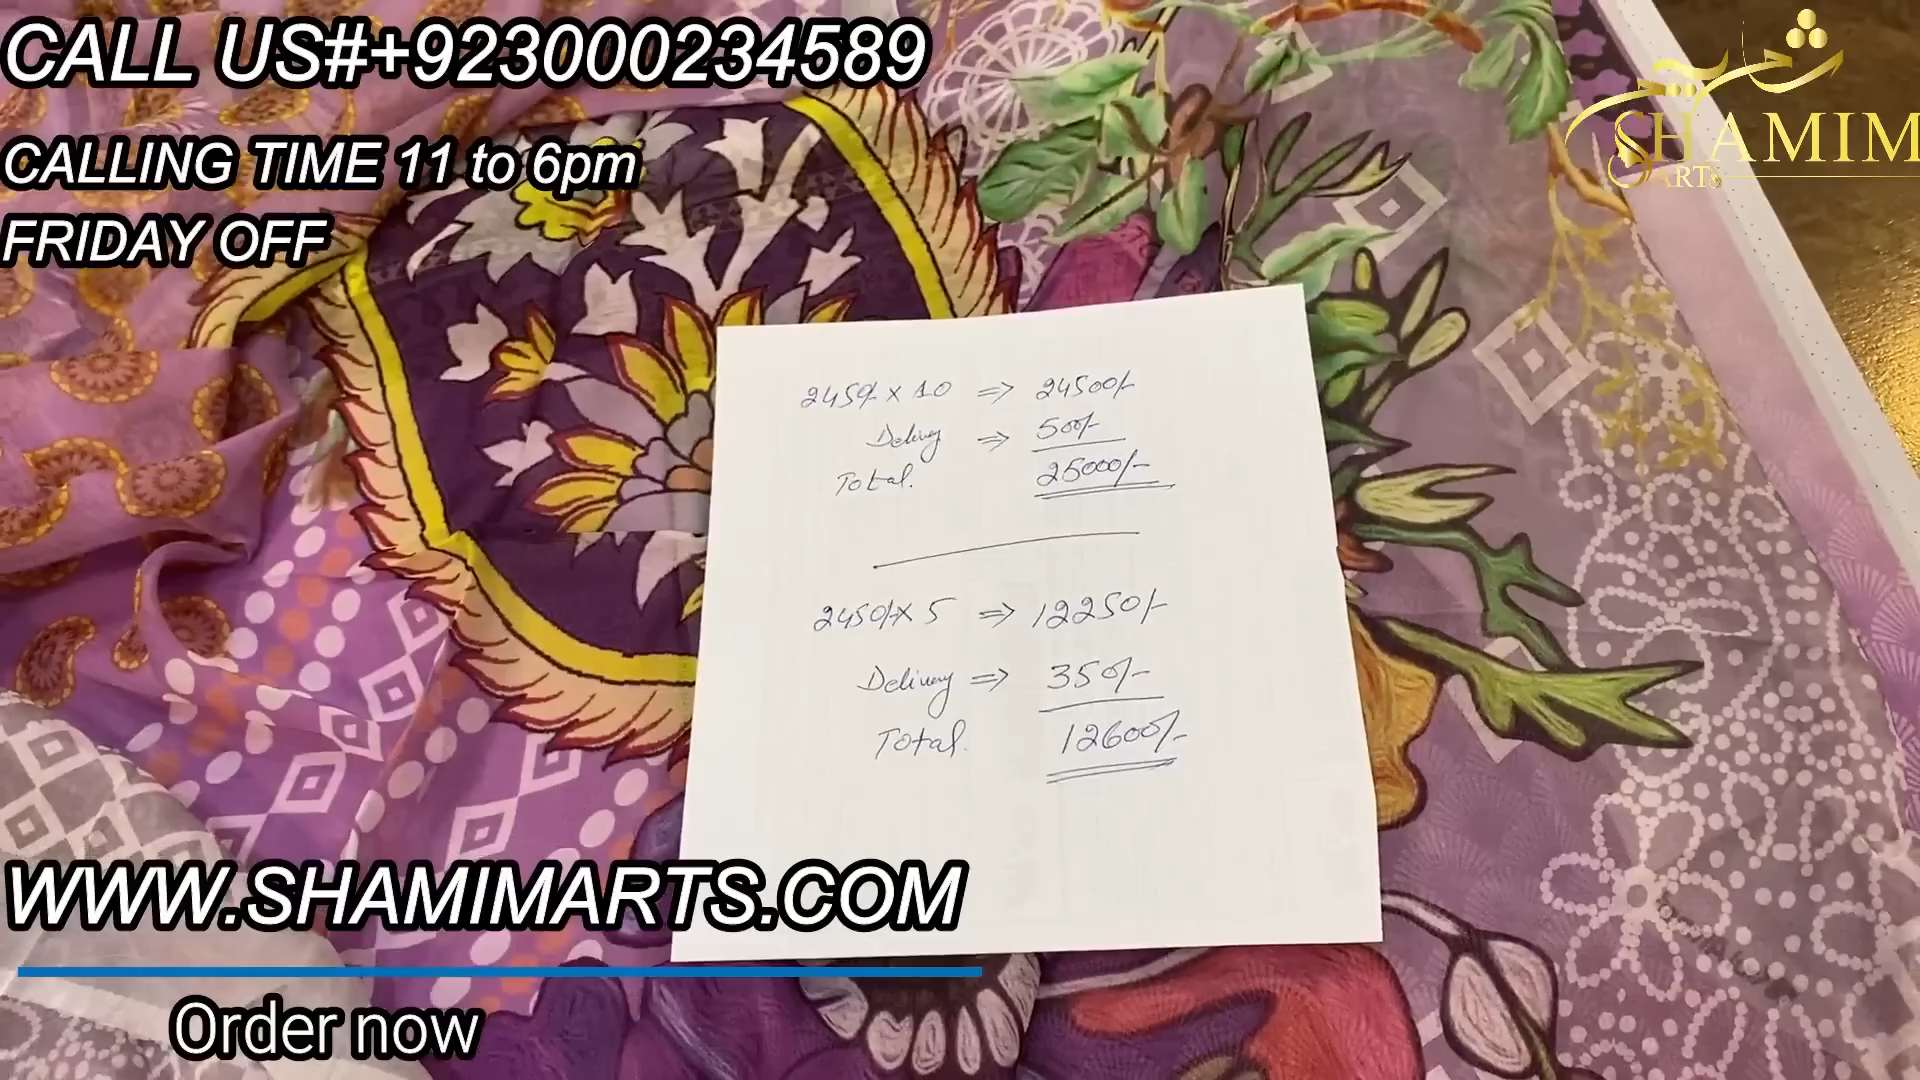 CALL US#+923000234589
CALLING TIME 11 to 6pm
FRIDAY OFF
SHAMIM
ARTS
2450/- x 10 => 24500/-
Delivery => 500/-
Total. 25000/-
2450/- x 5 => 12250/-
Delivery => 350/-
Total. 12600/-
WWW.SHAMIMARTS.COM
Order now